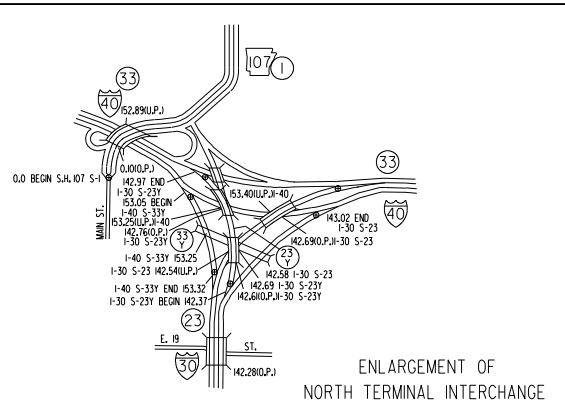 33
40
152.89(U.P.)
107
1
0.10(O.P.)
0.0 BEGIN S.H. 107 S-1
142.97 END
I-30 S-23Y
153.05 BEGIN
I-40 S-33Y
153.25(U.P.)I-40
142.76(O.P.)
I-30 S-23Y
33
Y
MAIN ST.
153.40(U.P.)I-40
33
40
143.02 END
I-30 S-23
142.69(O.P.)I-30 S-23
23
Y
I-40 S-33Y 153.25
I-30 S-23 142.54(U.P.)
I-40 S-33Y END 153.32
I-30 S-23Y BEGIN 142.37
142.58 I-30 S-23
142.69 I-30 S-23Y
142.61(O.P.)I-30 S-23Y
23
E. 19 ST.
30
142.28(O.P.)
ENLARGEMENT OF
NORTH TERMINAL INTERCHANGE